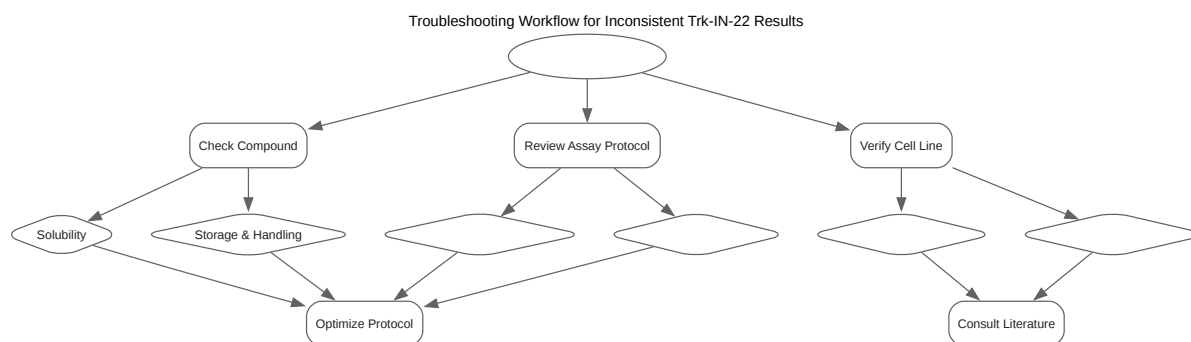 Troubleshooting Workflow for Inconsistent Trk-IN-22 Results
Check Compound
Review Assay Protocol
Verify Cell Line
Solubility
Storage & Handling
Optimize Protocol
Consult Literature